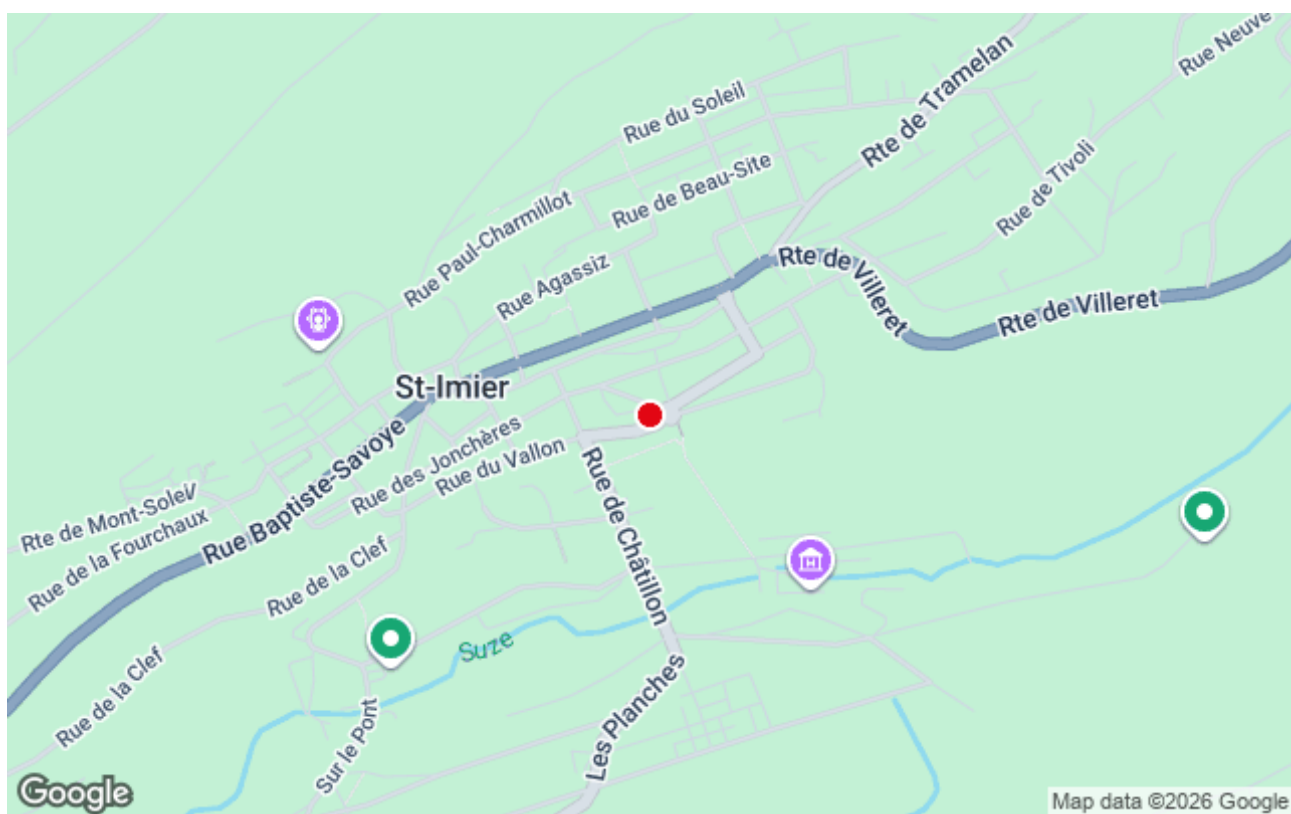 Rue Neuve
Rte de Tramelan
Rue du Soleil
Rue de Tivoli
Rue de Beau-Site
Rue Paul-Charmillot
Rue Agassiz
Rte de Villeret
Rte de Villeret
St-Imier
Rue des Jonchères
Rue du Vallon
Rue Baptiste-Savoye
Rte de Mont-Soleil
Rue de la Fourchaux
Rue de Châtillon
Rue de la Clef
Suze
Rue de la Clef
Les Planches
Sur le Pont
Google
Map data ©2026 Google